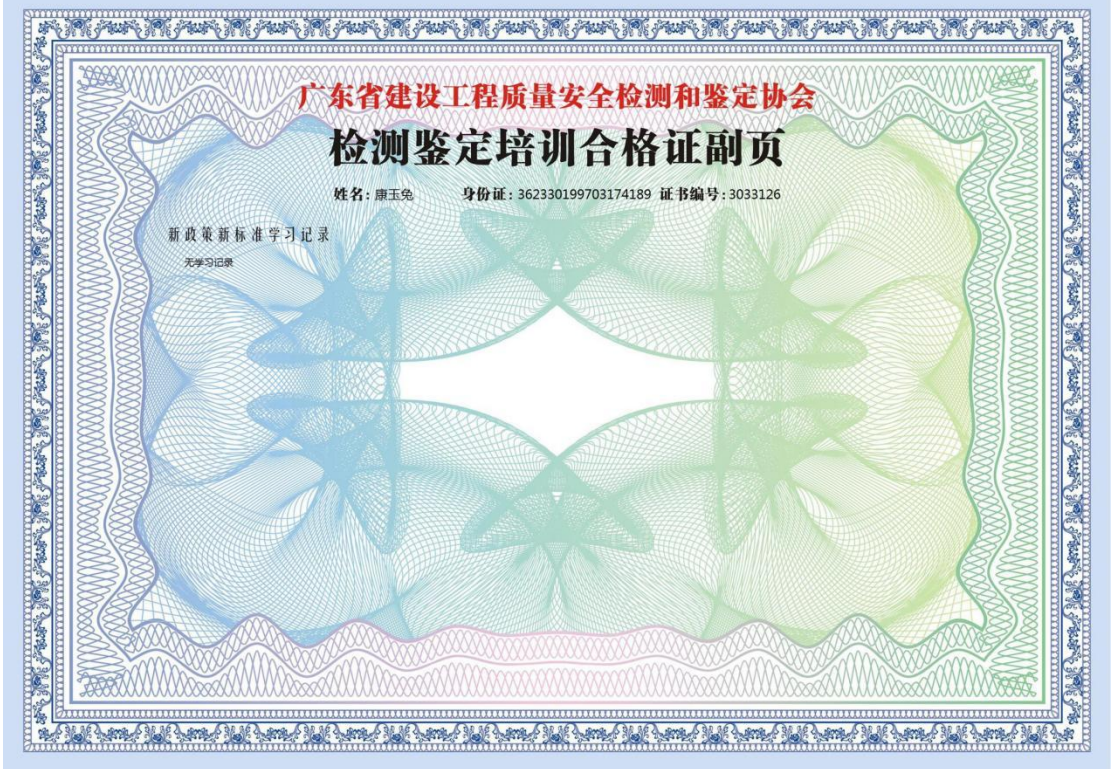 广东省建设工程质量安全检测和鉴定协会
检测鉴定培训合格证副页
姓名: 康玉兔 身份证: 362330199703174189 证书编号: 3033126
新政策新标准学习记录
无学习记录